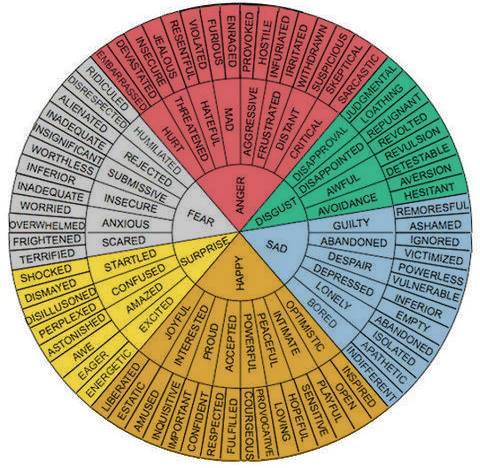 ANGER
DISGUST
SAD
HAPPY
SURPRISE
FEAR
HURT
THREATENED
HATEFUL
MAD
AGGRESSIVE
FRUSTRATED
DISTANT
CRITICAL
DISAPPROVAL
DISAPPOINTED
AWFUL
AVOIDANCE
GUILTY
ABANDONED
DESPAIR
DEPRESSED
LONELY
BORED
OPTIMISTIC
INTIMATE
PEACEFUL
POWERFUL
ACCEPTED
PROUD
INTERESTED
JOYFUL
EXCITED
AMAZED
CONFUSED
STARTLED
SCARED
ANXIOUS
INSECURE
SUBMISSIVE
REJECTED
HUMILIATED
EMBARRASSED
DEVASTATED
INSECURE
JEALOUS
RESENTFUL
VIOLATED
FURIOUS
ENRAGED
PROVOKED
HOSTILE
INFURIATED
IRRITATED
WITHDRAWN
SUSPICIOUS
SKEPTICAL
SARCASTIC
JUDGMENTAL
LOATHING
REPUGNANT
REVOLTED
REVULSION
DETESTABLE
AVERSION
HESITANT
REMORESFUL
ASHAMED
IGNORED
VICTIMIZED
POWERLESS
VULNERABLE
INFERIOR
EMPTY
ABANDONED
ISOLATED
APATHETIC
INDIFFERENT
INSPIRED
OPEN
PLAYFUL
SENSITIVE
HOPEFUL
LOVING
PROVOCATIVE
COURGEOUS
FULFILLED
RESPECTED
CONFIDENT
IMPORTANT
INQUISITIVE
AMUSED
ESTATIC
LIBERATED
ENERGETIC
EAGER
AWE
ASTONISHED
PERPLEXED
DISILLUSIONED
DISMAYED
SHOCKED
TERRIFIED
FRIGHTENED
OVERWHELMED
WORRIED
INADEQUATE
INFERIOR
WORTHLESS
INSIGNIFICANT
INADEQUATE
ALIENATED
DISRESPECTED
RIDICULED